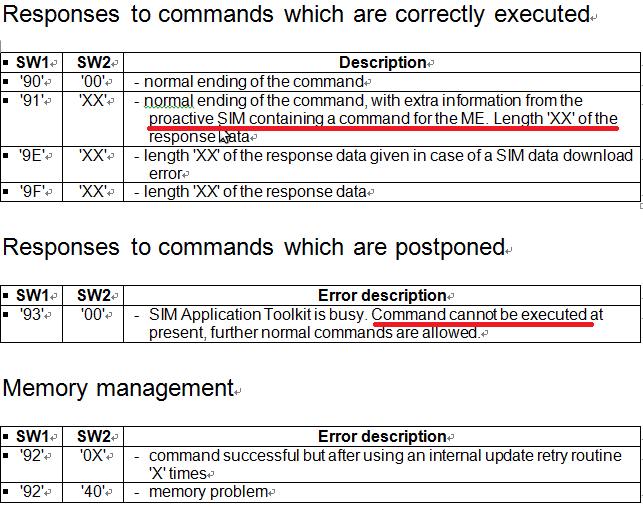 Responses to commands which are correctly executed
SW1 SW2 Description
'90' '00' - normal ending of the command
'91' 'XX' - normal ending of the command, with extra information from the
proactive SIM containing a command for the ME. Length 'XX' of the
response data
'9E' 'XX' - length 'XX' of the response data given in case of a SIM data download
error
'9F' 'XX' - length 'XX' of the response data
Responses to commands which are postponed
SW1 SW2 Error description
'93' '00' - SIM Application Toolkit is busy. Command cannot be executed at
present, further normal commands are allowed.
Memory management
SW1 SW2 Error description
'92' '0X' - command successful but after using an internal update retry routine
'X' times
'92' '40' - memory problem